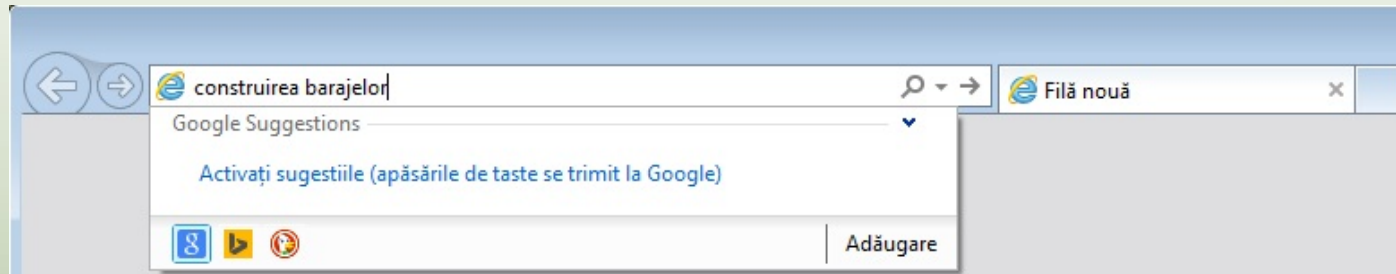 construirea barajelor
Filă nouă
Google Suggestions
Activați sugestiile (apăsările de taste se trimit la Google)
Adăugare